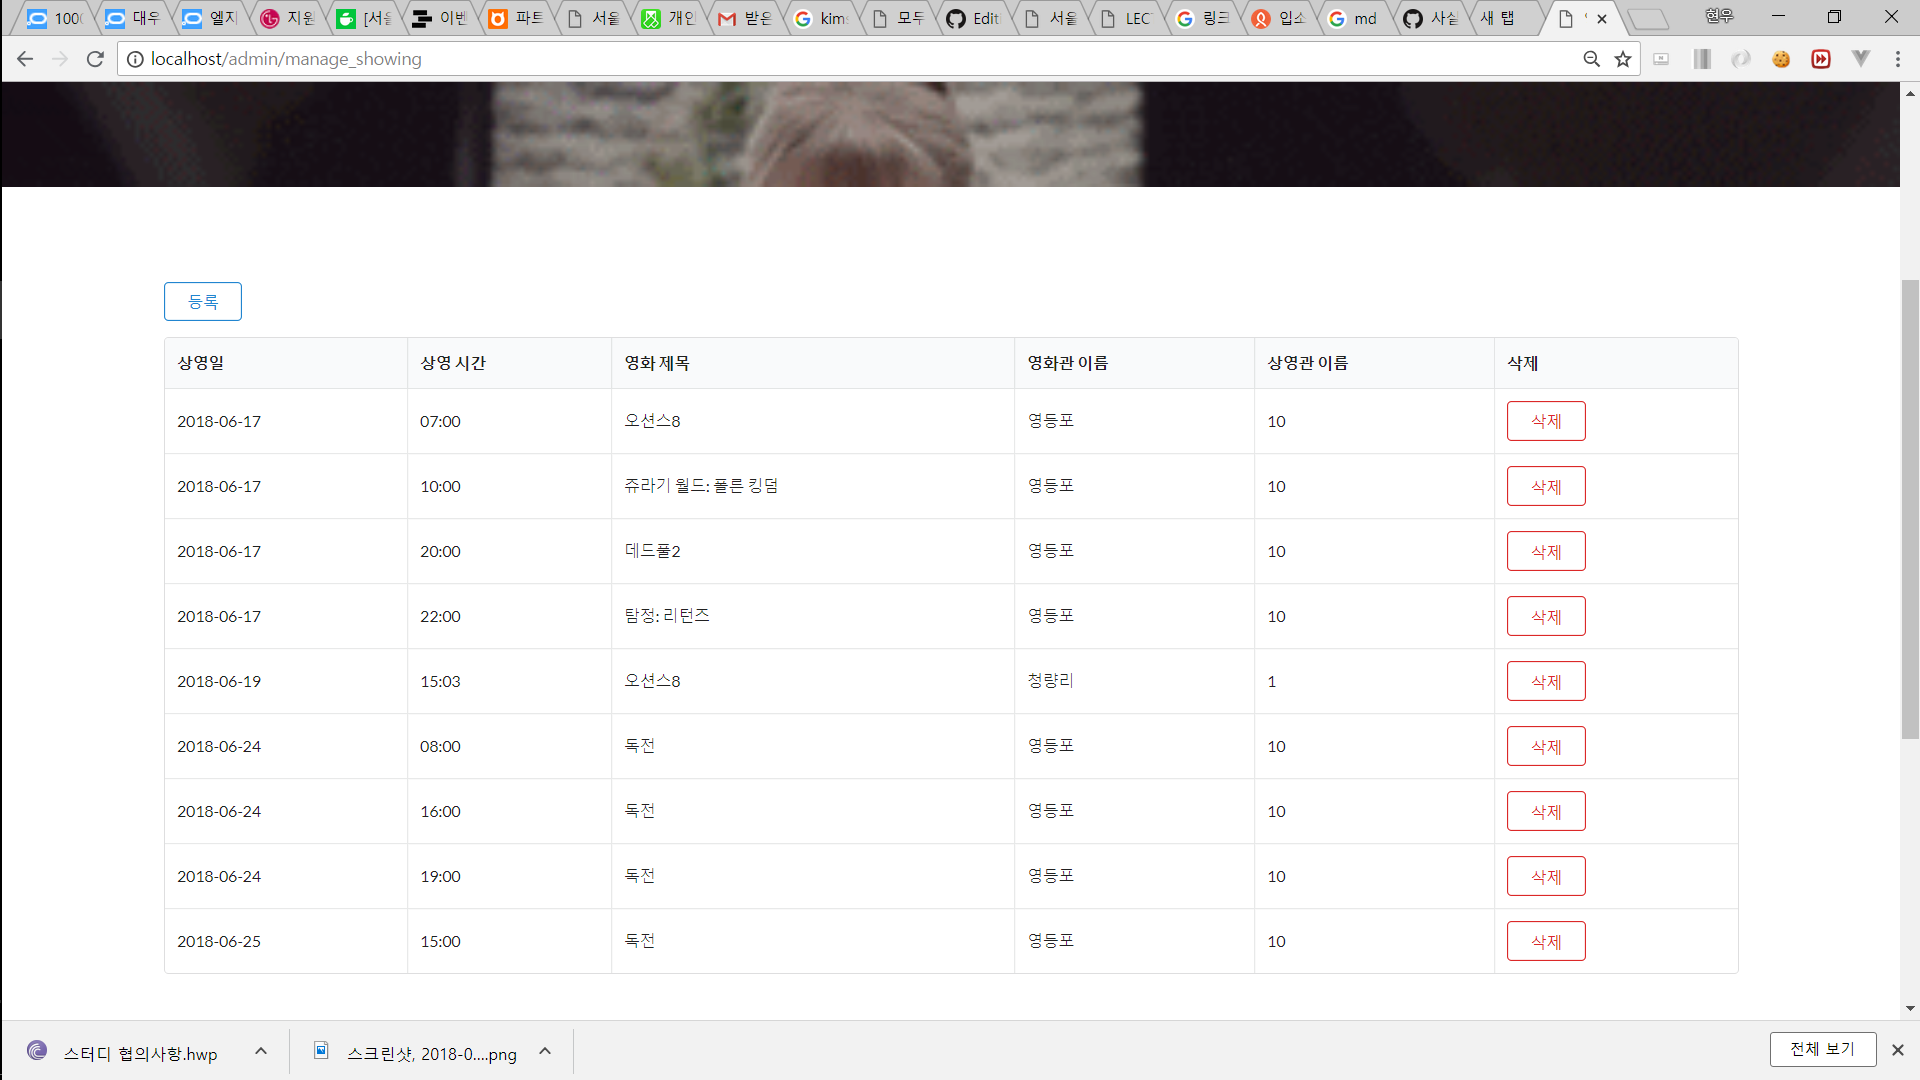 100( 대우 엘지 지원 [서울 이벤 파트 서울 개인 받은 kims 모두 Editi 서울 LECT 링크 입소 md 사실 새 탭 현우
localhost/admin/manage_showing
등록
상영일 상영 시간 영화 제목 영화관 이름 상영관 이름 삭제
2018-06-17 07:00 오션스8 영등포 10 삭제
2018-06-17 10:00 쥬라기 월드: 폴른 킹덤 영등포 10 삭제
2018-06-17 20:00 데드풀2 영등포 10 삭제
2018-06-17 22:00 탐정: 리턴즈 영등포 10 삭제
2018-06-19 15:03 오션스8 청량리 1 삭제
2018-06-24 08:00 독전 영등포 10 삭제
2018-06-24 16:00 독전 영등포 10 삭제
2018-06-24 19:00 독전 영등포 10 삭제
2018-06-25 15:00 독전 영등포 10 삭제
스터디 협의사항.hwp 스크린샷, 2018-0....png 전체 보기